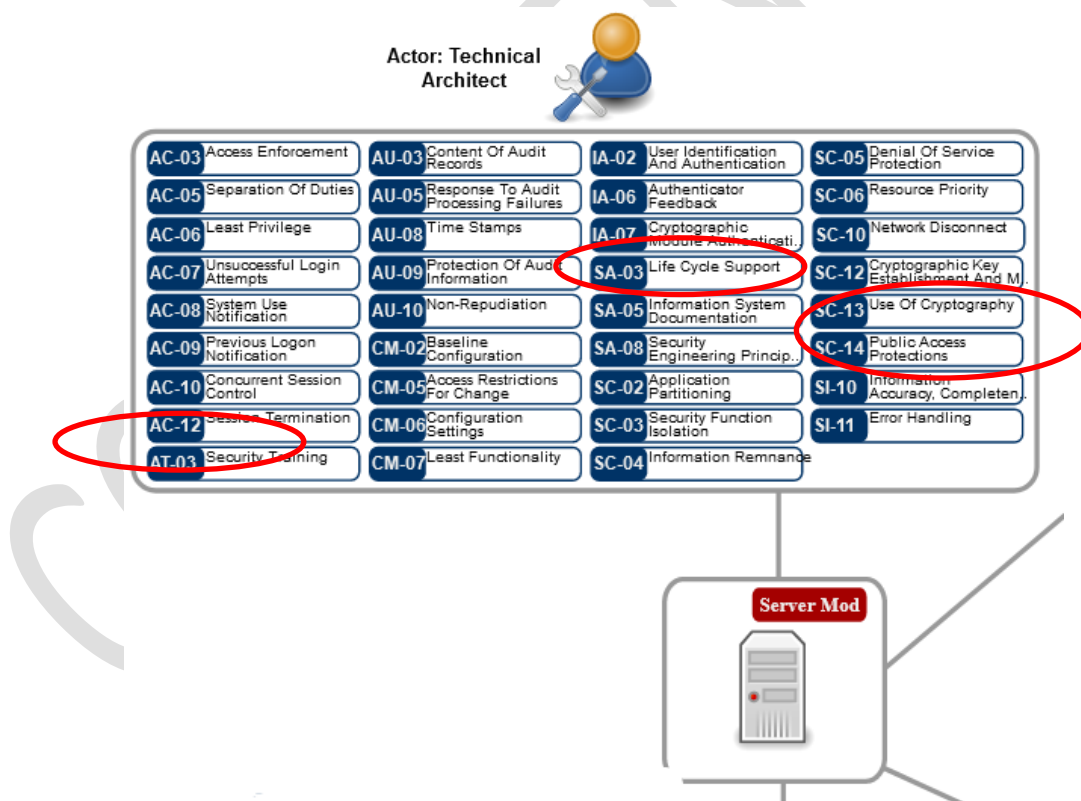 Actor: Technical
Architect
AC-03 Access Enforcement
AC-05 Separation Of Duties
AC-06 Least Privilege
AC-07 Unsuccessful Login
Attempts
AC-08 System Use
Notification
AC-09 Previous Logon
Notification
AC-10 Concurrent Session
Control
AC-12 Session Termination
AT-03 Security Training
AU-03 Content Of Audit
Records
AU-05 Response To Audit
Processing Failures
AU-08 Time Stamps
AU-09 Protection Of Audit
Information
AU-10 Non-Repudiation
CM-02 Baseline
Configuration
CM-05 Access Restrictions
For Change
CM-06 Configuration
Settings
CM-07 Least Functionality
IA-02 User Identification
And Authentication
IA-06 Authenticator
Feedback
IA-07 Cryptographic
Module Authenticati..
SA-03 Life Cycle Support
SA-05 Information System
Documentation
SA-08 Security
Engineering Princip..
SC-02 Application
Partitioning
SC-03 Security Function
Isolation
SC-04 Information Remnance
SC-05 Denial Of Service
Protection
SC-06 Resource Priority
SC-10 Network Disconnect
SC-12 Cryptographic Key
Establishment And M..
SC-13 Use Of Cryptography
SC-14 Public Access
Protections
SI-10 Information
Accuracy, Completen..
SI-11 Error Handling
Server Mod